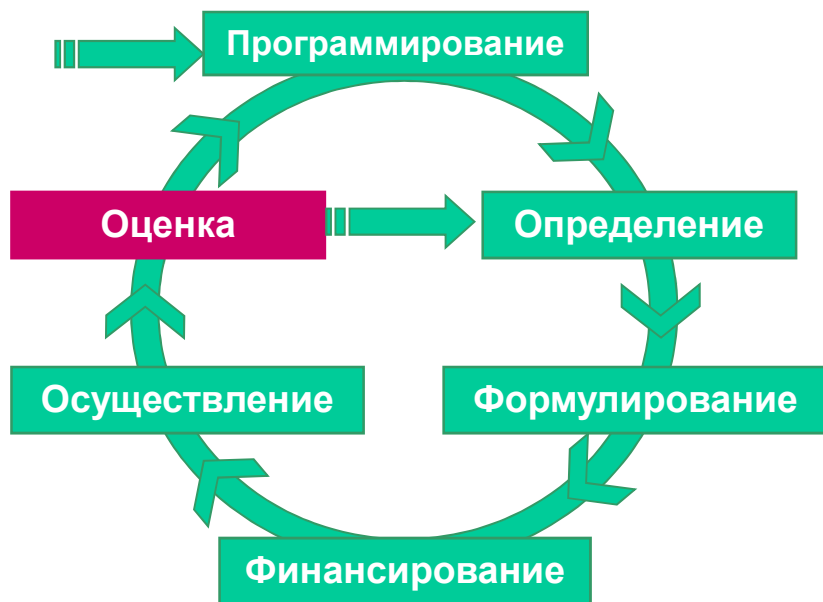 Программирование
Оценка
Определение
Осуществление
Формулирование
Финансирование